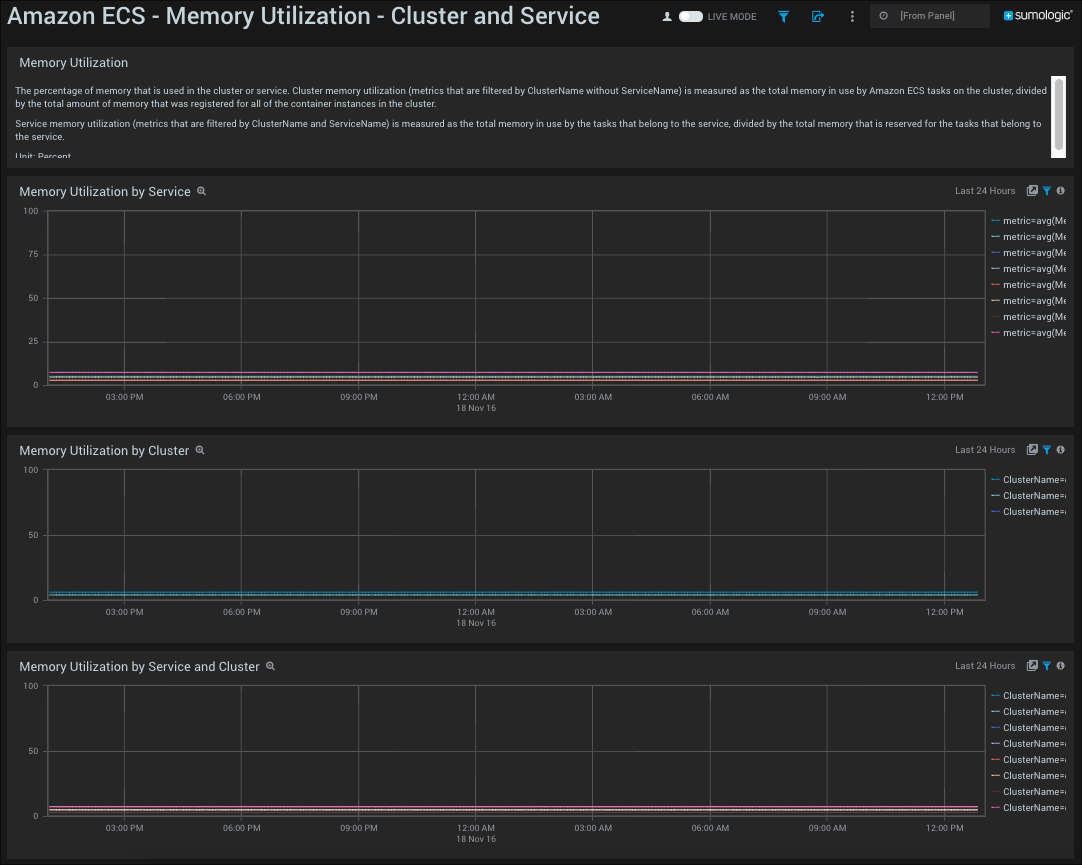 Amazon ECS - Memory Utilization - Cluster and Service
LIVE MODE
[From Panel]
sumologic
Memory Utilization
The percentage of memory that is used in the cluster or service. Cluster memory utilization (metrics that are filtered by ClusterName without ServiceName) is measured as the total memory in use by Amazon ECS tasks on the cluster, divided
by the total amount of memory that was registered for all of the container instances in the cluster.
Service memory utilization (metrics that are filtered by ClusterName and ServiceName) is measured as the total memory in use by the tasks that belong to the service, divided by the total memory that is reserved for the tasks that belong to
the service.
Unit: Percent
Memory Utilization by Service
Last 24 Hours
100
75
50
25
0
03:00 PM
06:00 PM
09:00 PM
12:00 AM
18 Nov 16
03:00 AM
06:00 AM
09:00 AM
12:00 PM
metric=avg(Me
metric=avg(Me
metric=avg(Me
metric=avg(Me
metric=avg(Me
metric=avg(Me
metric=avg(Me
metric=avg(Me
Memory Utilization by Cluster
Last 24 Hours
100
50
0
03:00 PM
06:00 PM
09:00 PM
12:00 AM
18 Nov 16
03:00 AM
06:00 AM
09:00 AM
12:00 PM
ClusterName=
ClusterName=
ClusterName=
Memory Utilization by Service and Cluster
Last 24 Hours
100
50
0
03:00 PM
06:00 PM
09:00 PM
12:00 AM
18 Nov 16
03:00 AM
06:00 AM
09:00 AM
12:00 PM
ClusterName=
ClusterName=
ClusterName=
ClusterName=
ClusterName=
ClusterName=
ClusterName=
ClusterName=